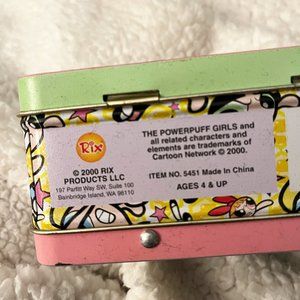 Rix
© 2000 RIX
PRODUCTS LLC
197 Parfitt Way SW, Suite 100
Bainbridge Island, WA 98110
THE POWERPUFF GIRLS and
all related characters and
elements are trademarks of
Cartoon Network © 2000.
ITEM NO. 5451 Made In China
AGES 4 & UP